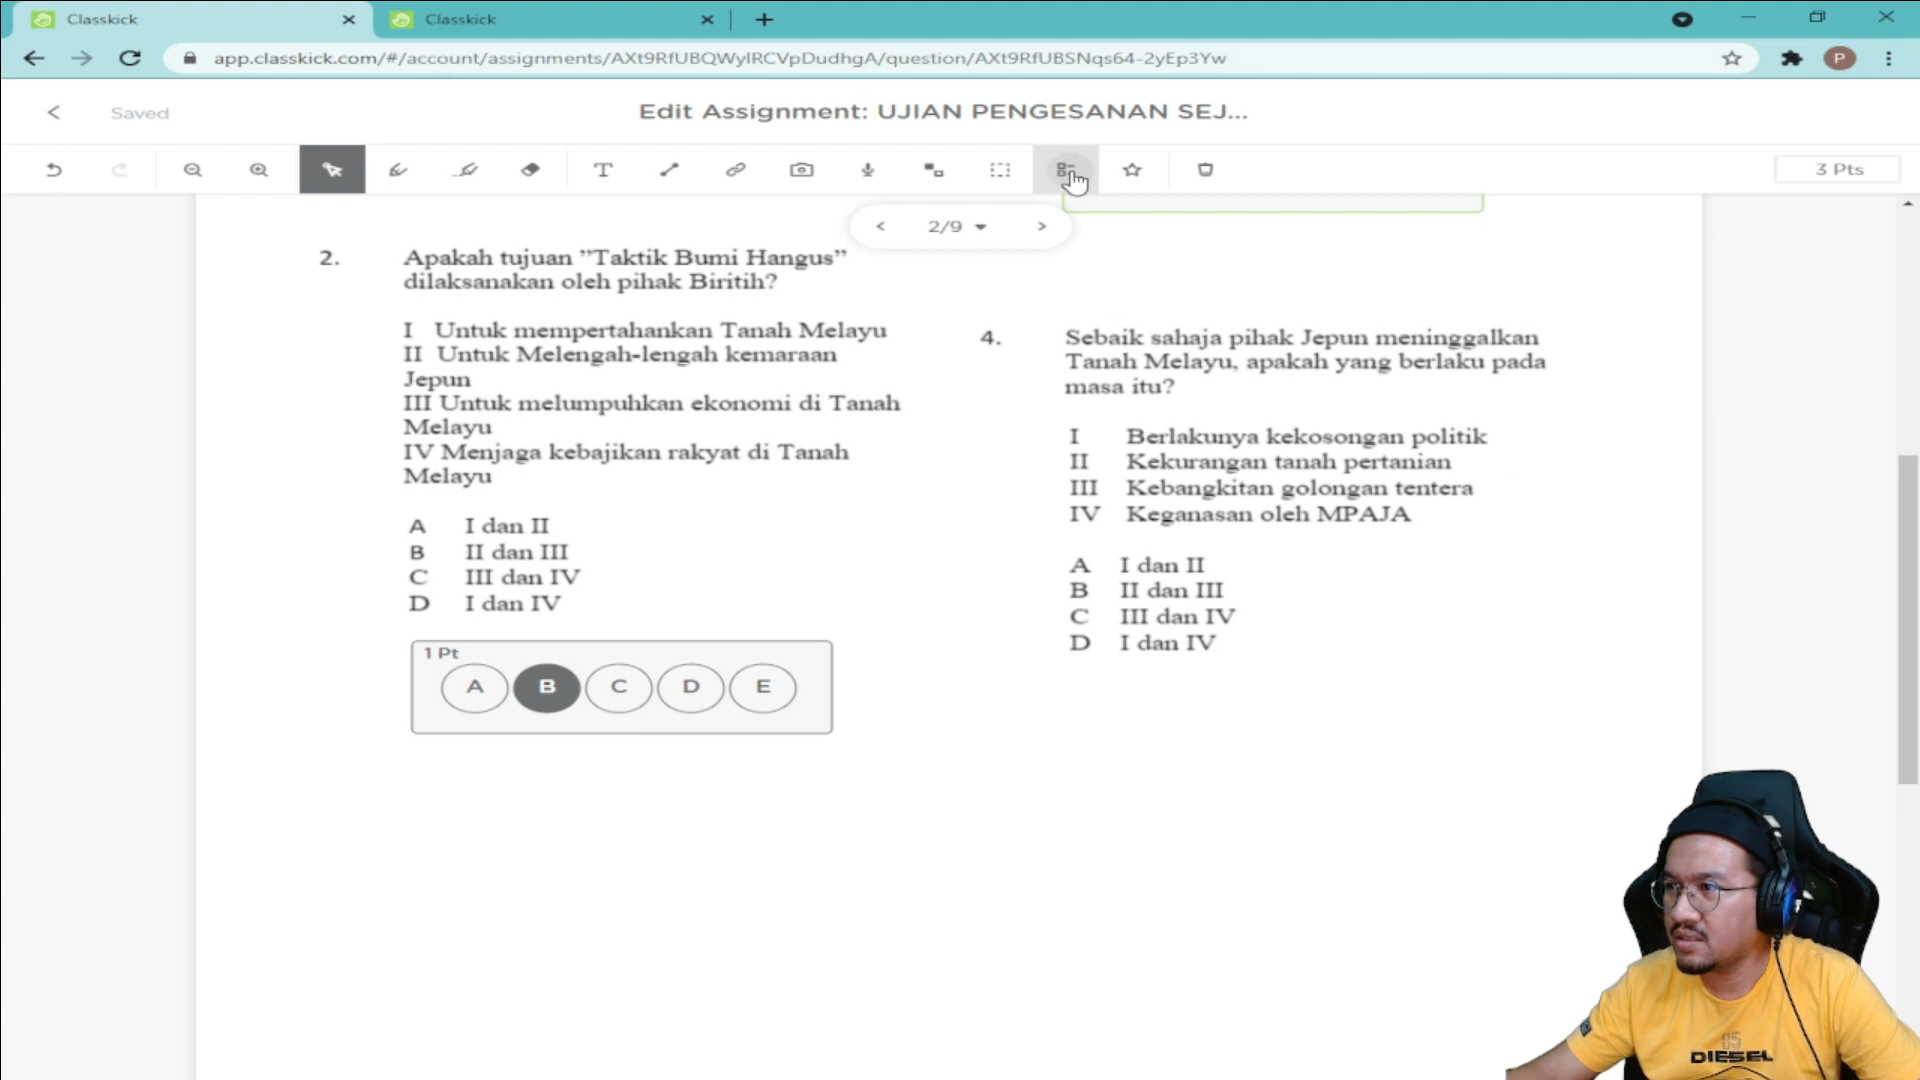 Classkick
Classkick
app.classkick.com/#/account/assignments/AXt9RfUBQWyIRCVpDudhgA/question/AXt9RfUBSNqs64-2yEp3Yw
P
Saved
Edit Assignment: UJIAN PENGESANAN SEJ...
T
3 Pts
2/9
2. Apakah tujuan ”Taktik Bumi Hangus”
dilaksanakan oleh pihak Biritih?
I Untuk mempertahankan Tanah Melayu
II Untuk Melengah-lengah kemaraan
Jepun
III Untuk melumpuhkan ekonomi di Tanah
Melayu
IV Menjaga kebajikan rakyat di Tanah
Melayu
A I dan II
B II dan III
C III dan IV
D I dan IV
1 Pt
A B C D E
4. Sebaik sahaja pihak Jepun meninggalkan
Tanah Melayu, apakah yang berlaku pada
masa itu?
I Berlakunya kekosongan politik
II Kekurangan tanah pertanian
III Kebangkitan golongan tentera
IV Keganasan oleh MPAJA
A I dan II
B II dan III
C III dan IV
D I dan IV
DIESEL